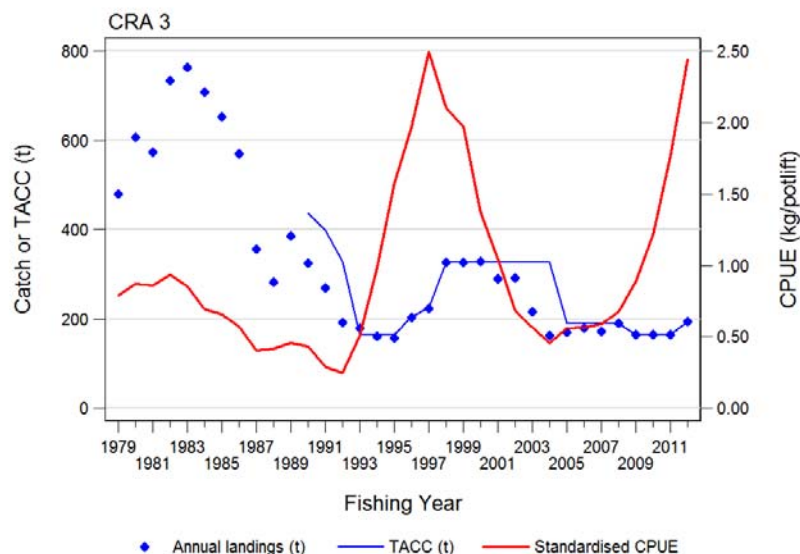 CRA 3
800
600
400
200
0
Catch or TACC (t)
2.50
2.00
1.50
1.00
0.50
0.00
CPUE (kg/potlift)
1979 1983 1987 1991 1995 1999 2003 2007 2011
1981 1985 1989 1993 1997 2001 2005 2009
Fishing Year
Annual landings (t) TACC (t) Standardised CPUE